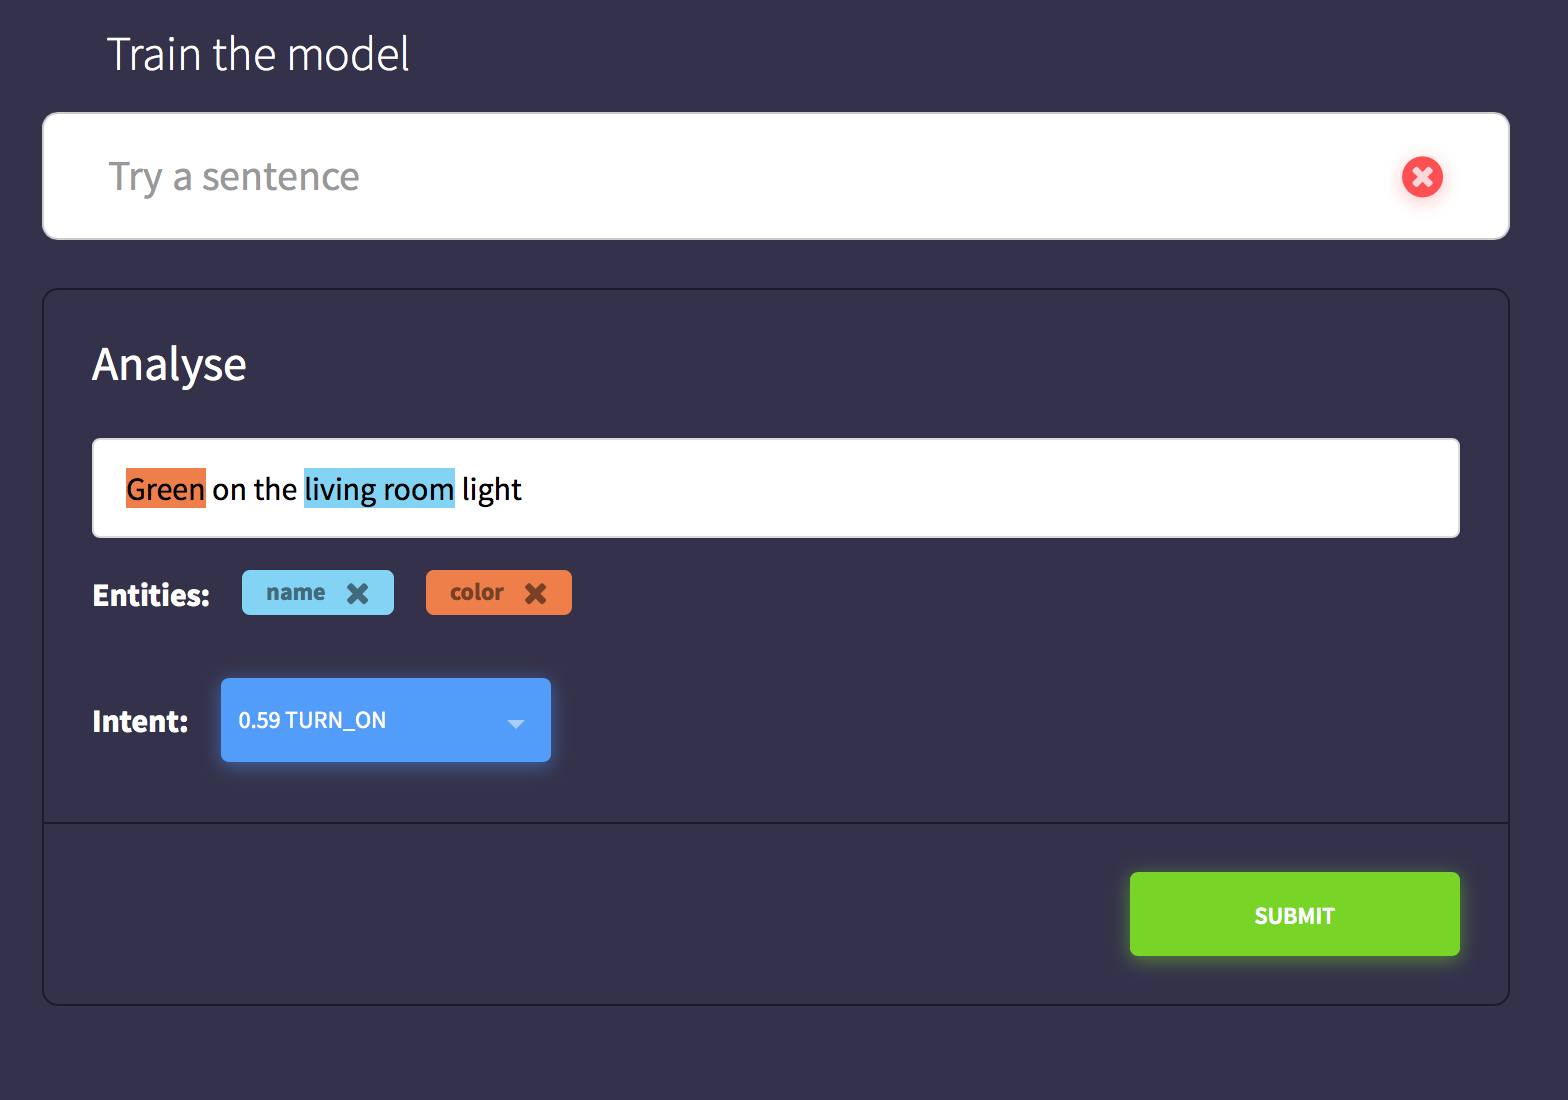 Train the model
Try a sentence
Analyse
Green on the living room light
Entities: name color
Intent: 0.59 TURN_ON
SUBMIT